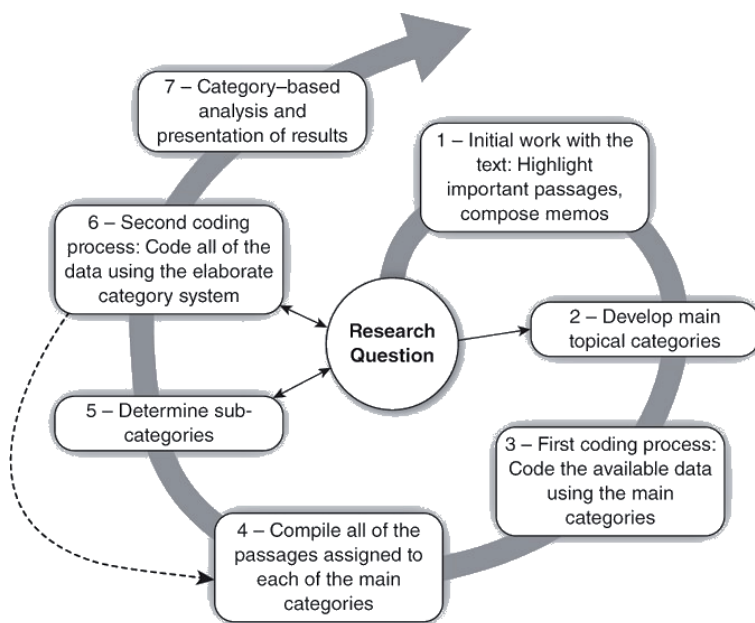 1 – Initial work with the
text: Highlight
important passages,
compose memos
2 – Develop main
topical categories
3 – First coding process:
Code the available data
using the main
categories
4 – Compile all of the
passages assigned to
each of the main
categories
5 – Determine sub-
categories
6 – Second coding
process: Code all of the
data using the elaborate
category system
7 – Category–based
analysis and
presentation of results
Research
Question